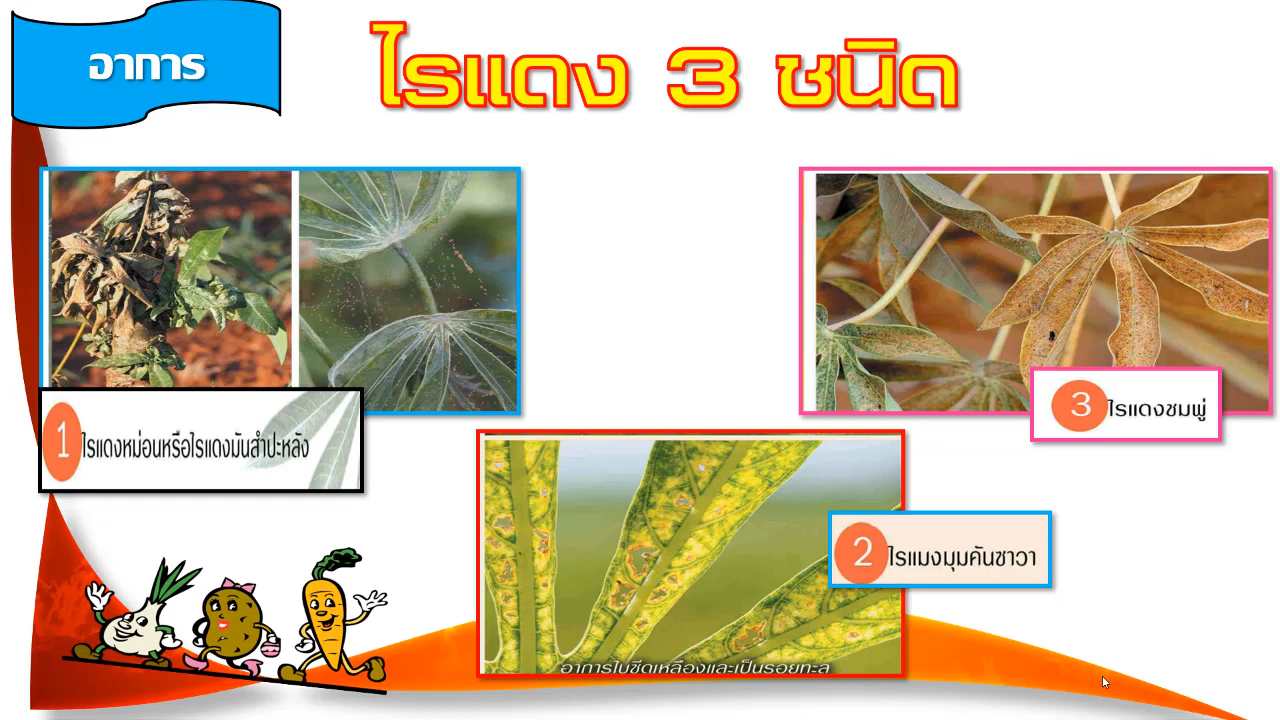 อาการ
ไรแดง 3 ชนิด
1 ไรแดงหม่อนหรือไรแดงมันสำปะหลัง
3 ไรแดงชมพู่
2 ไรแมงมุมคันซาวา
อาการใบซีดเหลืองและเป็นรอยทะลุ